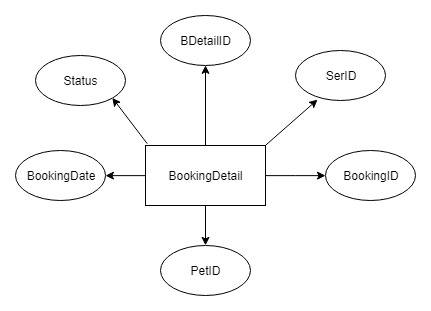 BDetailID
Status
SerID
BookingDate
BookingDetail
BookingID
PetID